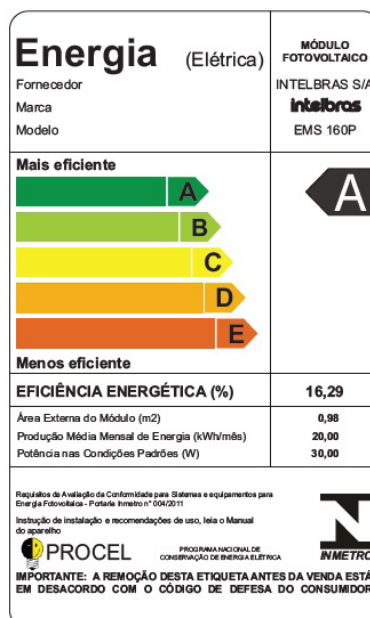 Energia (Elétrica)
MÓDULO
FOTOVOLTAICO
Fornecedor INTELBRAS S/A
Marca intelbras
Modelo EMS 160P
Mais eficiente
A A
B
C
D
E
Menos eficiente
EFICIÊNCIA ENERGÉTICA (%) 16,29
Área Externa do Módulo (m2) 0,98
Produção Média Mensal de Energia (kWh/mês) 20,00
Potência nas Condições Padrões (W) 30,00
Requisitos de Avaliação da Conformidade para Sistemas e equipamentos para
Energia Fotovoltaica - Portaria Inmetro n° 004/2011
Instrução de instalação e recomendações de uso, leia o Manual
do aparelho
PROCEL
PROGRAMA NACIONAL DE
CONSERVAÇÃO DE ENERGIA ELÉTRICA
INMETRO
IMPORTANTE: A REMOÇÃO DESTA ETIQUETA ANTES DA VENDA ESTÁ
EM DESACORDO COM O CÓDIGO DE DEFESA DO CONSUMIDOR